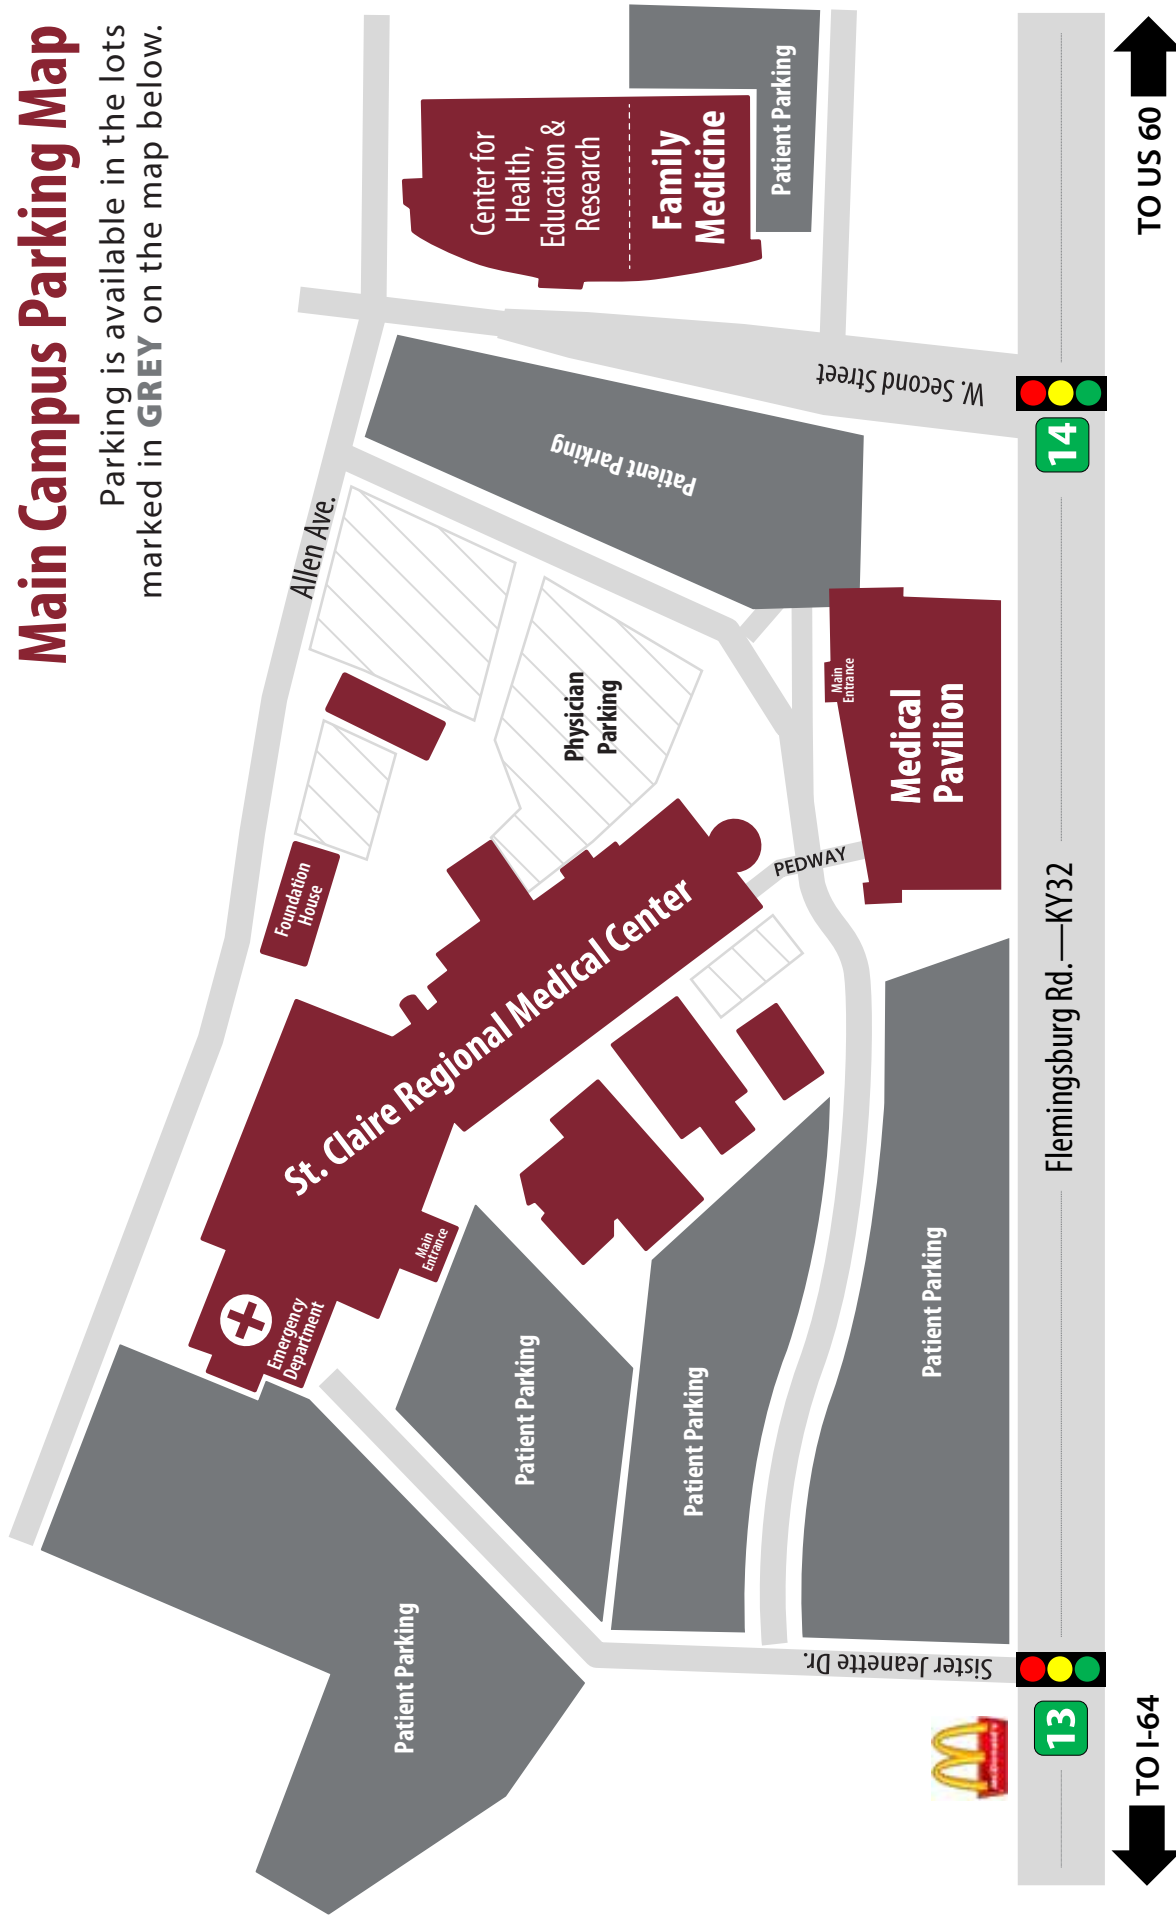 Main Campus Parking Map
Parking is available in the lots
marked in GREY on the map below.
Allen Ave.
Center for
Health,
Education &
Research
Family
Medicine
Patient Parking
W. Second Street
Patient Parking
Physician
Parking
Foundation
House
St. Claire Regional Medical Center
Main
Entrance
Emergency
Department
PEDWAY
Main
Entrance
Medical
Pavilion
Patient Parking
Patient Parking
Patient Parking
Patient Parking
Sister Jeanette Dr.
McDonald's
Flemingsburg Rd.—KY32
13
14
TO I-64
TO US 60